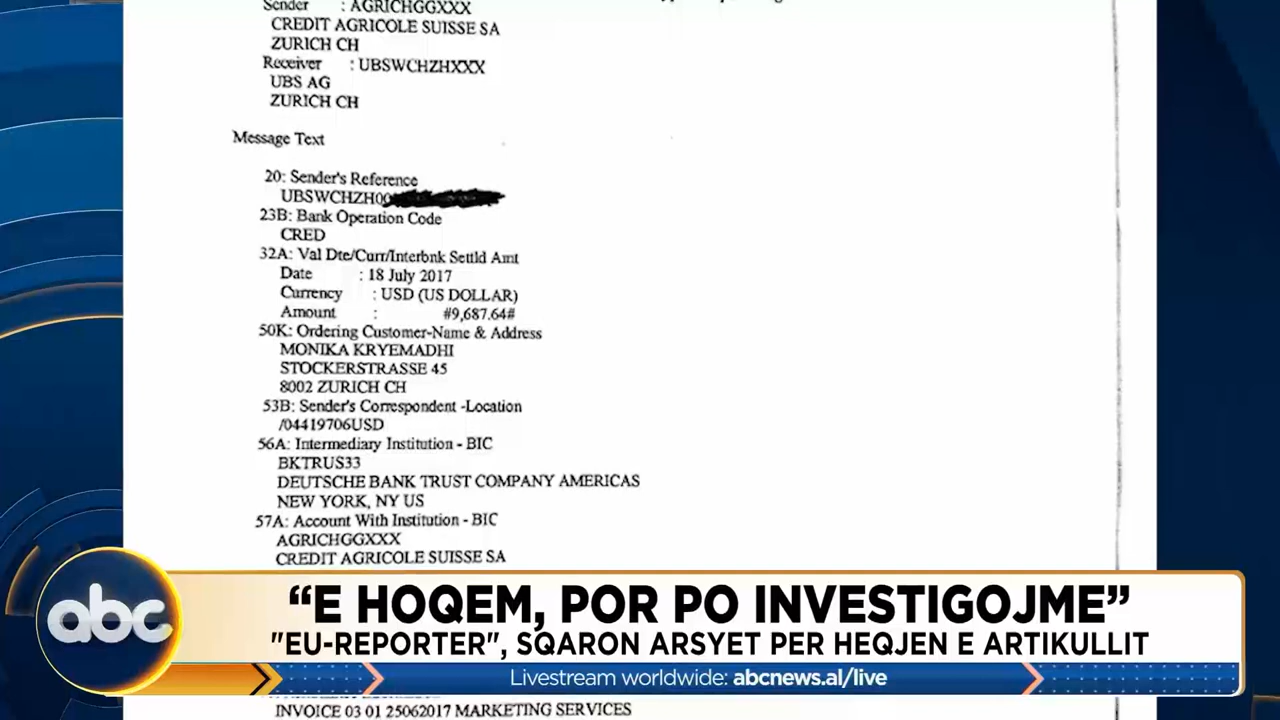 Sender : AGRICHGGXXX
CREDIT AGRICOLE SUISSE SA
ZURICH CH
Receiver : UBSWCHZHXXX
UBS AG
ZURICH CH
Message Text
20: Sender's Reference
UBSWCHZH00
23B: Bank Operation Code
CRED
32A: Val Dte/Curr/Interbnk Settld Amt
Date : 18 July 2017
Currency : USD (US DOLLAR)
Amount : #9,687.64#
50K: Ordering Customer-Name & Address
MONIKA KRYEMADHI
STOCKERSTRASSE 45
8002 ZURICH CH
53B: Sender's Correspondent -Location
/04419706USD
56A: Intermediary Institution - BIC
BKTRUS33
DEUTSCHE BANK TRUST COMPANY AMERICAS
NEW YORK, NY US
57A: Account With Institution - BIC
AGRICHGGXXX
CREDIT AGRICOLE SUISSE SA
abc
“E HOQEM, POR PO INVESTIGOJME”
"EU-REPORTER", SQARON ARSYET PER HEQJEN E ARTIKULLIT
Livestream worldwide: abcnews.al/live
INVOICE 03 01 25062017 MARKETING SERVICES